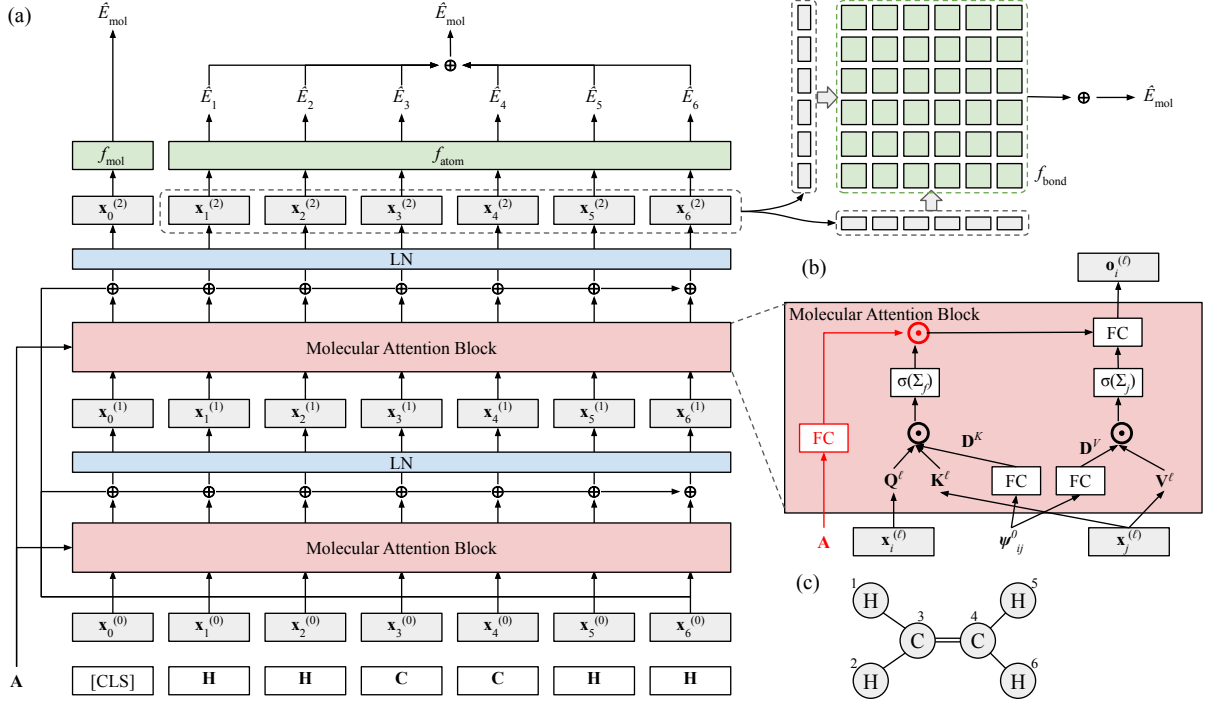 (a)
Ê_mol
Ê_mol
Ê_1 Ê_2 Ê_3 Ê_4 Ê_5 Ê_6
f_mol
f_atom
x_0^(2) x_1^(2) x_2^(2) x_3^(2) x_4^(2) x_5^(2) x_6^(2)
LN
Molecular Attention Block
x_0^(1) x_1^(1) x_2^(1) x_3^(1) x_4^(1) x_5^(1) x_6^(1)
LN
Molecular Attention Block
x_0^(0) x_1^(0) x_2^(0) x_3^(0) x_4^(0) x_5^(0) x_6^(0)
A
[CLS] H H C C H H
Ê_mol
f_bond
(b)
o_i^(ℓ)
Molecular Attention Block
FC
σ(Σ_f) σ(Σ_j)
FC
D^K D^V
Q^ℓ K^ℓ FC FC V^ℓ
A x_i^(ℓ) ψ_ij^0 x_j^(ℓ)
(c)
1 H 5 H
3 C 4 C
2 H 6 H